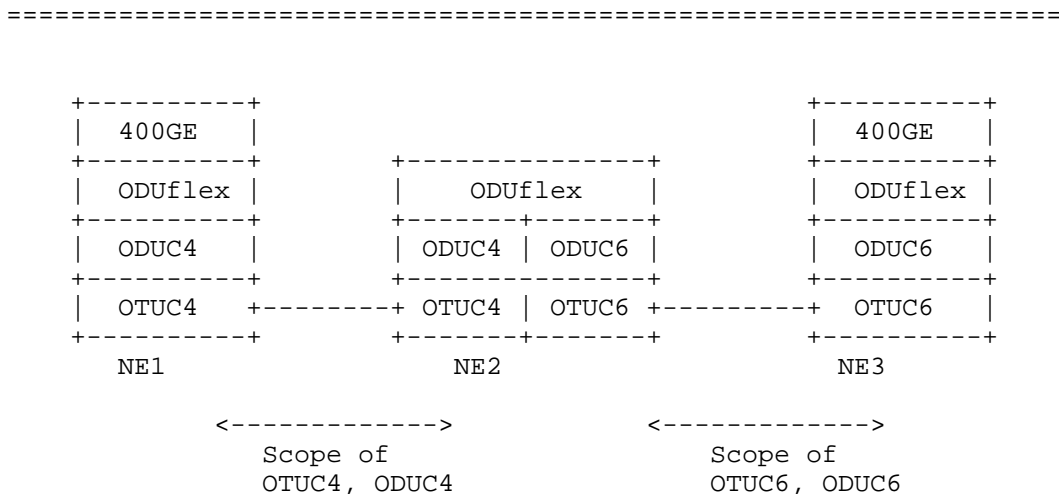 =================================================================
+----------+ +----------+
| 400GE | | 400GE |
+----------+ +---------------+ +----------+
| ODUflex | | ODUflex | | ODUflex |
+----------+ +-------+-------+ +----------+
| ODUC4 | | ODUC4 | ODUC6 | | ODUC6 |
+----------+ +-------+-------+ +----------+
| OTUC4 +--------+ OTUC4 | OTUC6 +---------+ OTUC6 |
+----------+ +-------+-------+ +----------+
NE1 NE2 NE3
<-------------> <------------->
Scope of Scope of
OTUC4, ODUC4 OTUC6, ODUC6